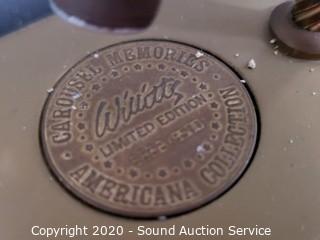 CAROUSEL MEMORIES
Willitts
LIMITED EDITION
AMERICANA COLLECTION
Copyright 2020 - Sound Auction Service